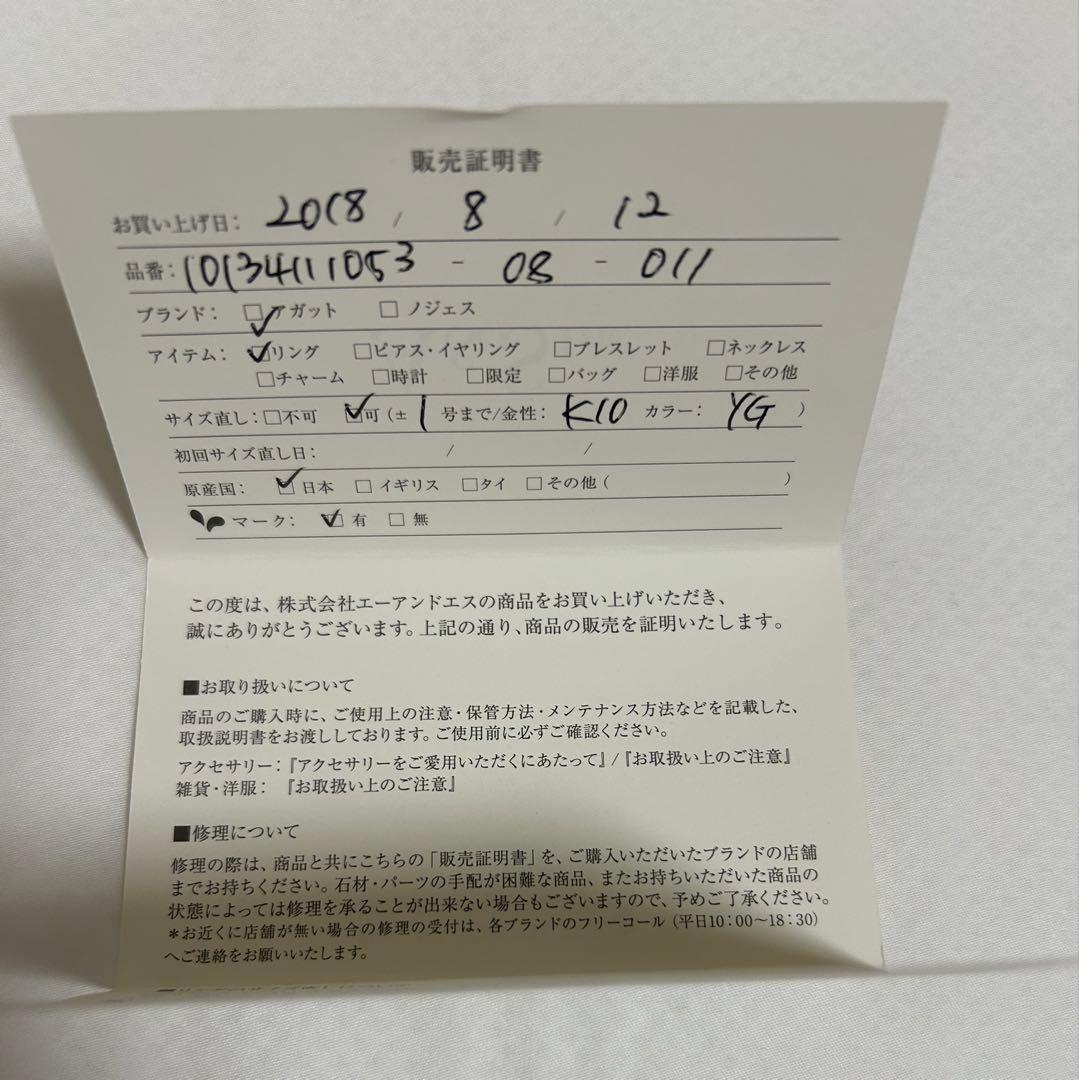 販売証明書
お買い上げ日: 2018 / 8 / 12
品番: 10134111053 - 08 - 011
ブランド: ☑アガット □ノジェス
アイテム: ☑リング □ピアス・イヤリング □ブレスレット □ネックレス
□チャーム □時計 □限定 □バッグ □洋服 □その他
サイズ直し: □不可 ☑可(± 1 号まで/金性: K10 カラー: YG )
初回サイズ直し日: / /
原産国: ☑日本 □イギリス □タイ □その他( )
マーク: ☑有 □無
この度は、株式会社エーアンドエスの商品をお買い上げいただき、
誠にありがとうございます。上記の通り、商品の販売を証明いたします。
■お取り扱いについて
商品のご購入時に、ご使用上の注意・保管方法・メンテナンス方法などを記載した、
取扱説明書をお渡ししております。ご使用前に必ずご確認ください。
アクセサリー:『アクセサリーをご愛用いただくにあたって』/『お取扱い上のご注意』
雑貨・洋服: 『お取扱い上のご注意』
■修理について
修理の際は、商品と共にこちらの「販売証明書」を、ご購入いただいたブランドの店舗
までお持ちください。石材・パーツの手配が困難な商品、またお持ちいただいた商品の
状態によっては修理を承ることが出来ない場合もございますので、予めご了承ください。
*お近くに店舗が無い場合の修理の受付は、各ブランドのフリーコール(平日10:00〜18:30)
へご連絡をお願いいたします。